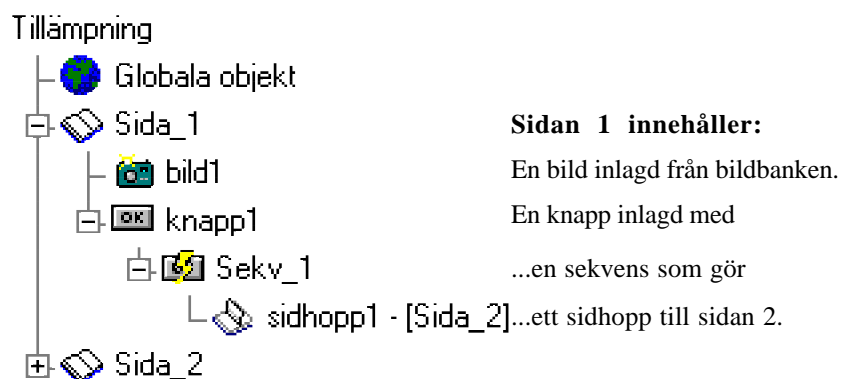 Tillämpning
Globala objekt
Sida_1 Sidan 1 innehåller:
bild1 En bild inlagd från bildbanken.
OK knapp1 En knapp inlagd med
Sekv_1 ...en sekvens som gör
sidhopp1 - [Sida_2] ...ett sidhopp till sidan 2.
Sida_2